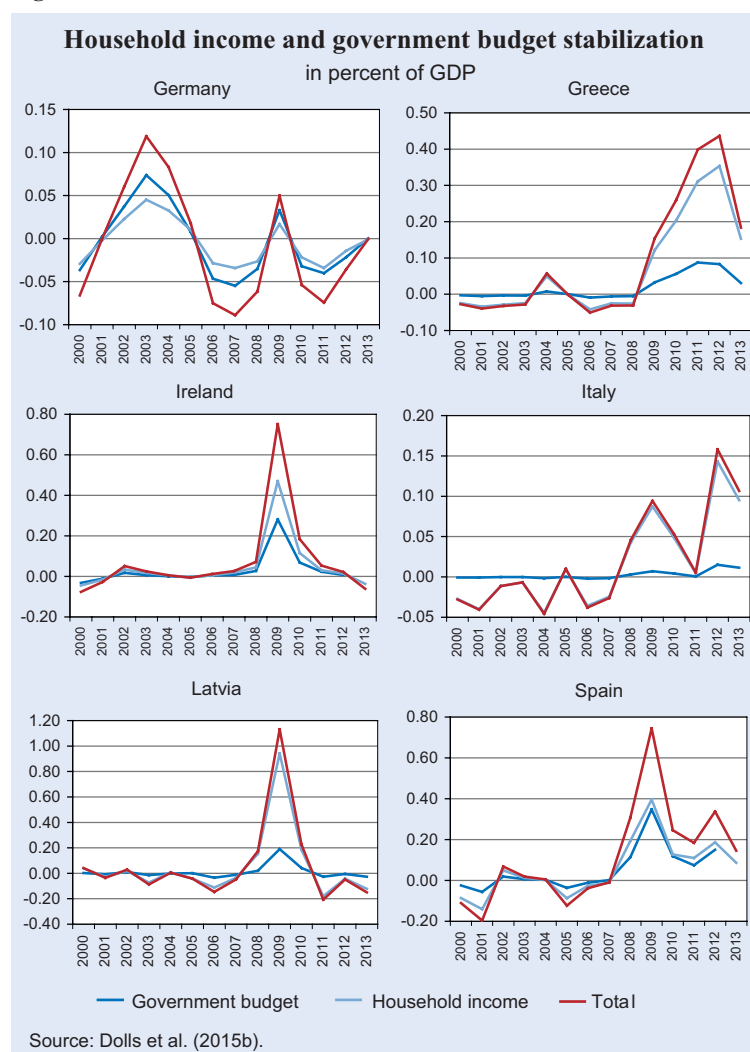 Household income and government budget stabilization
in percent of GDP
Germany
0.15
0.10
0.05
0.00
-0.05
-0.10
2000 2001 2002 2003 2004 2005 2006 2007 2008 2009 2010 2011 2012 2013
Greece
0.50
0.40
0.30
0.20
0.10
0.00
-0.10
2000 2001 2002 2003 2004 2005 2006 2007 2008 2009 2010 2011 2012 2013
Ireland
0.80
0.60
0.40
0.20
0.00
-0.20
2000 2001 2002 2003 2004 2005 2006 2007 2008 2009 2010 2011 2012 2013
Italy
0.20
0.15
0.10
0.05
0.00
-0.05
2000 2001 2002 2003 2004 2005 2006 2007 2008 2009 2010 2011 2012 2013
Latvia
1.20
1.00
0.80
0.60
0.40
0.20
0.00
-0.20
-0.40
2000 2001 2002 2003 2004 2005 2006 2007 2008 2009 2010 2011 2012 2013
Spain
0.80
0.60
0.40
0.20
0.00
-0.20
2000 2001 2002 2003 2004 2005 2006 2007 2008 2009 2010 2011 2012 2013
Government budget Household income Total
Source: Dolls et al. (2015b).